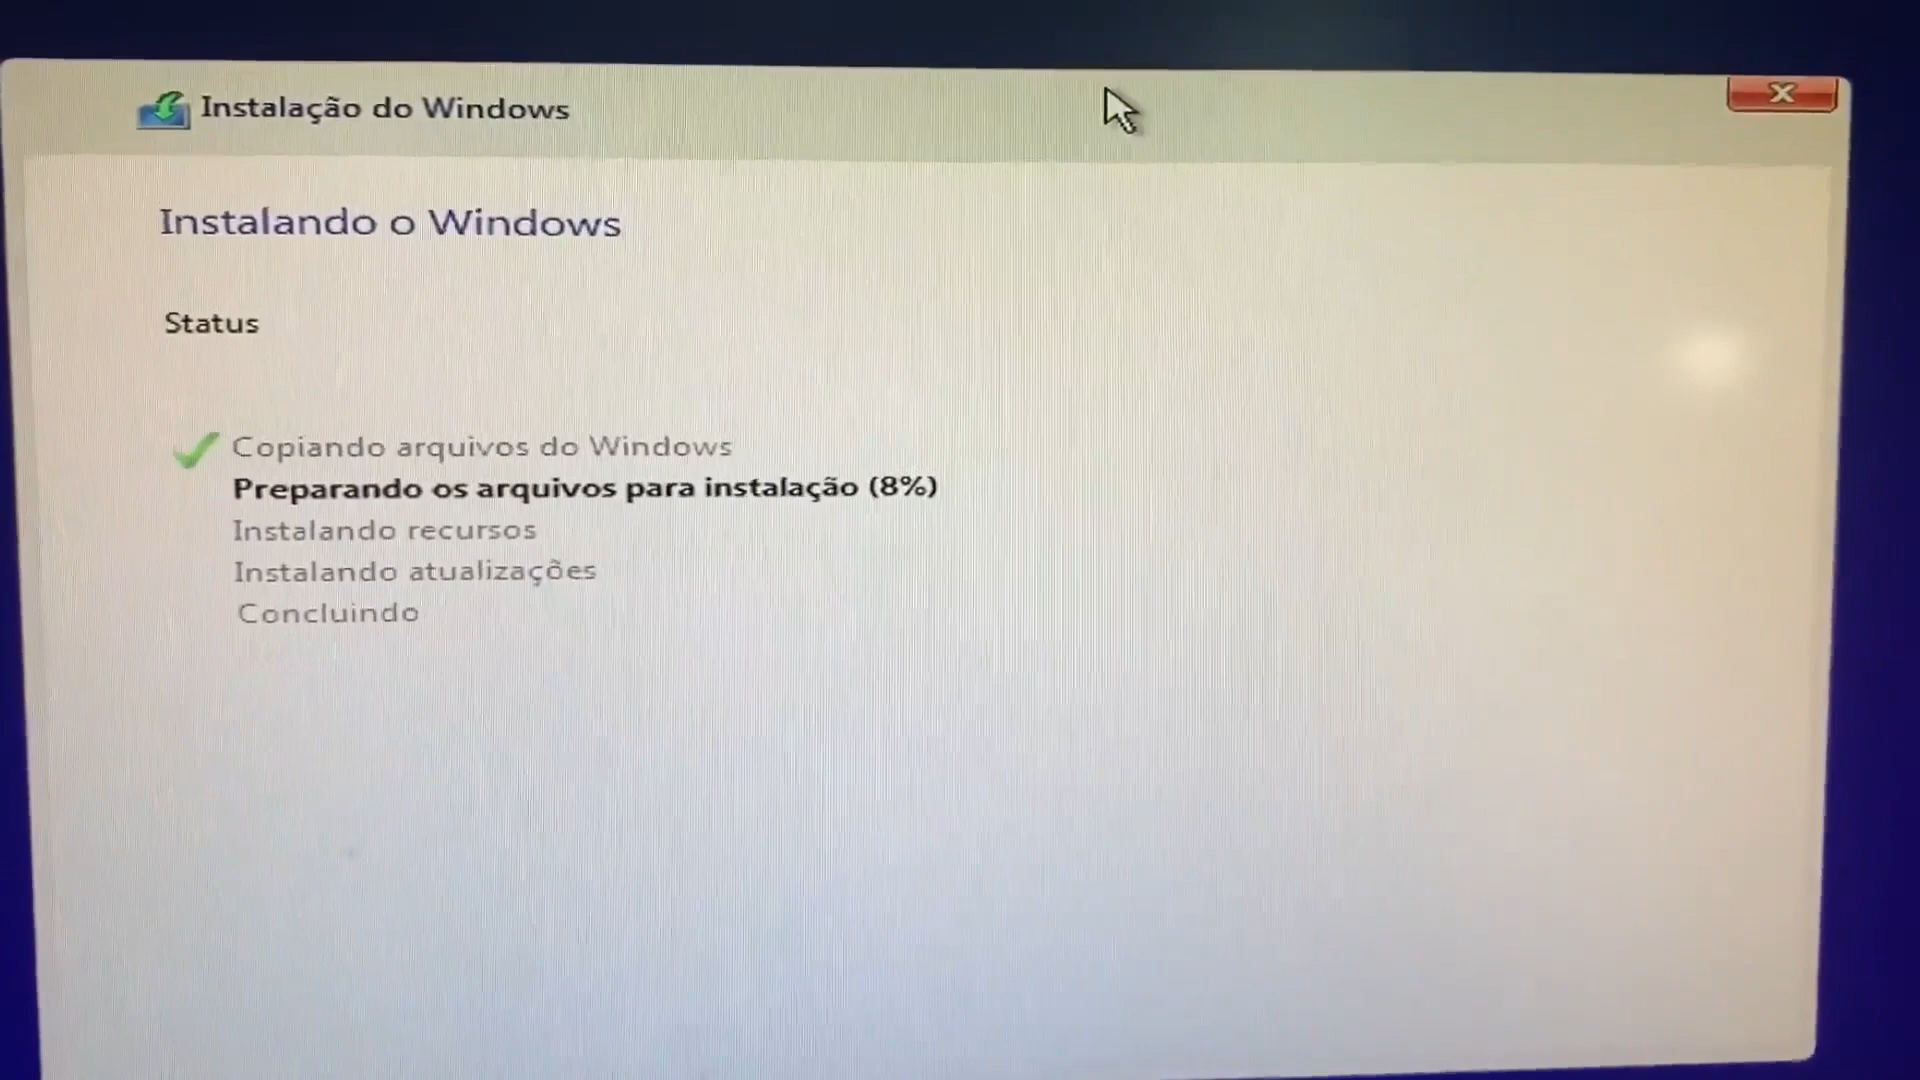 Instalação do Windows
Instalando o Windows
Status
Copiando arquivos do Windows
Preparando os arquivos para instalação (8%)
Instalando recursos
Instalando atualizações
Concluindo